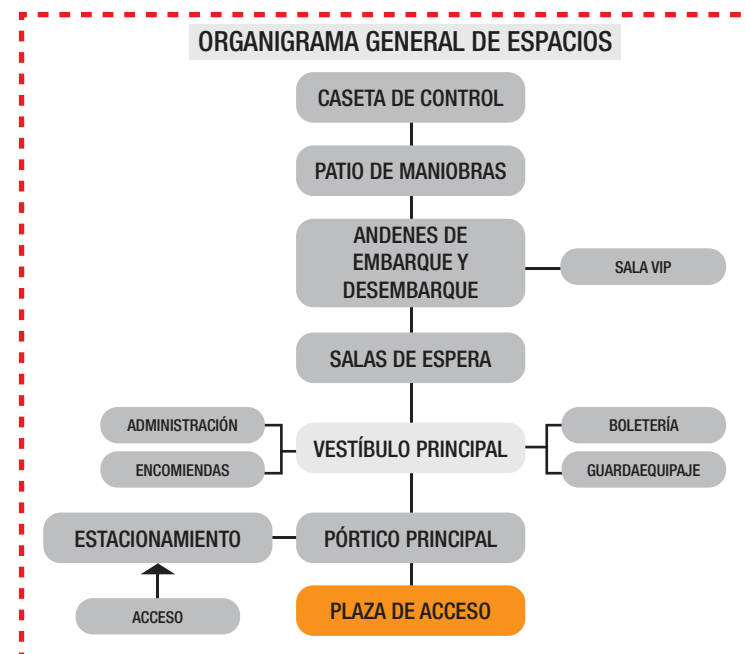 ORGANIGRAMA GENERAL DE ESPACIOS
CASETA DE CONTROL
PATIO DE MANIOBRAS
ANDENES DE
EMBARQUE Y
DESEMBARQUE
SALA VIP
SALAS DE ESPERA
ADMINISTRACIÓN
ENCOMIENDAS
VESTÍBULO PRINCIPAL
BOLETERÍA
GUARDAEQUIPAJE
ESTACIONAMIENTO
PÓRTICO PRINCIPAL
ACCESO
PLAZA DE ACCESO